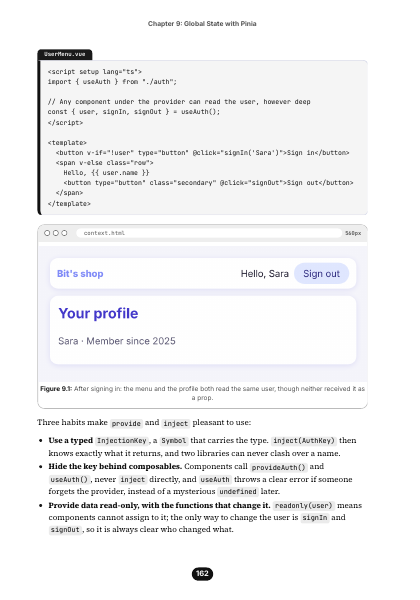 Chapter 9: Global State with Pinia
UserMenu.vue
<script setup lang="ts">
import { useAuth } from "./auth";
// Any component under the provider can read the user, however deep
const { user, signIn, signOut } = useAuth();
</script>
<template>
<button v-if="!user" type="button" @click="signIn('Sara')">Sign in</button>
<span v-else class="row">
Hello, {{ user.name }}
<button type="button" class="secondary" @click="signOut">Sign out</button>
</span>
</template>
context.html 560px
Bit's shop Hello, Sara Sign out
Your profile
Sara · Member since 2025
Figure 9.1: After signing in: the menu and the profile both read the same user, though neither received it as
a prop.
Three habits make provide and inject pleasant to use:
• Use a typed InjectionKey, a Symbol that carries the type. inject(AuthKey) then
knows exactly what it returns, and two libraries can never clash over a name.
• Hide the key behind composables. Components call provideAuth() and
useAuth(), never inject directly, and useAuth throws a clear error if someone
forgets the provider, instead of a mysterious undefined later.
• Provide data read-only, with the functions that change it. readonly(user) means
components cannot assign to it; the only way to change the user is signIn and
signOut, so it is always clear who changed what.
162